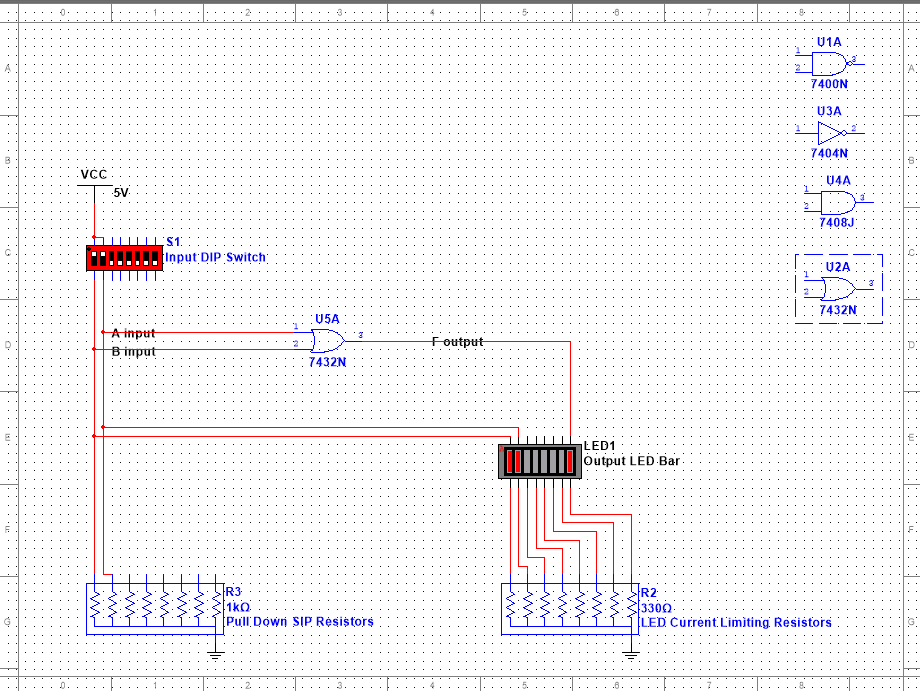 0 1 2 3 4 5 6 7 8
A A
B B
C C
D D
E E
F F
G G
U1A
1
2
3
7400N
U3A
1 2
7404N
U4A
1
2
3
7408J
U2A
1
2
3
7432N
VCC
5V
S1
Input DIP Switch
A input
B input
U5A
1
2
3
7432N
F output
LED1
Output LED Bar
R3
1kΩ
Pull Down SIP Resistors
R2
330Ω
LED Current Limiting Resistors
0 1 2 3 4 5 6 7 8